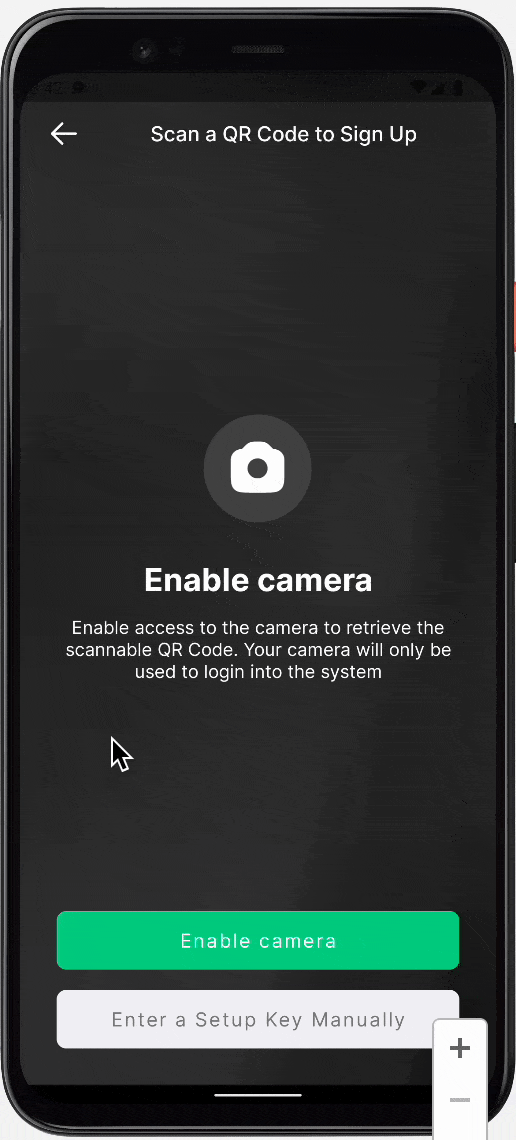 Scan a QR Code to Sign Up
Enable camera
Enable access to the camera to retrieve the
scannable QR Code. Your camera will only be
used to login into the system
Enable camera
Enter a Setup Key Manually